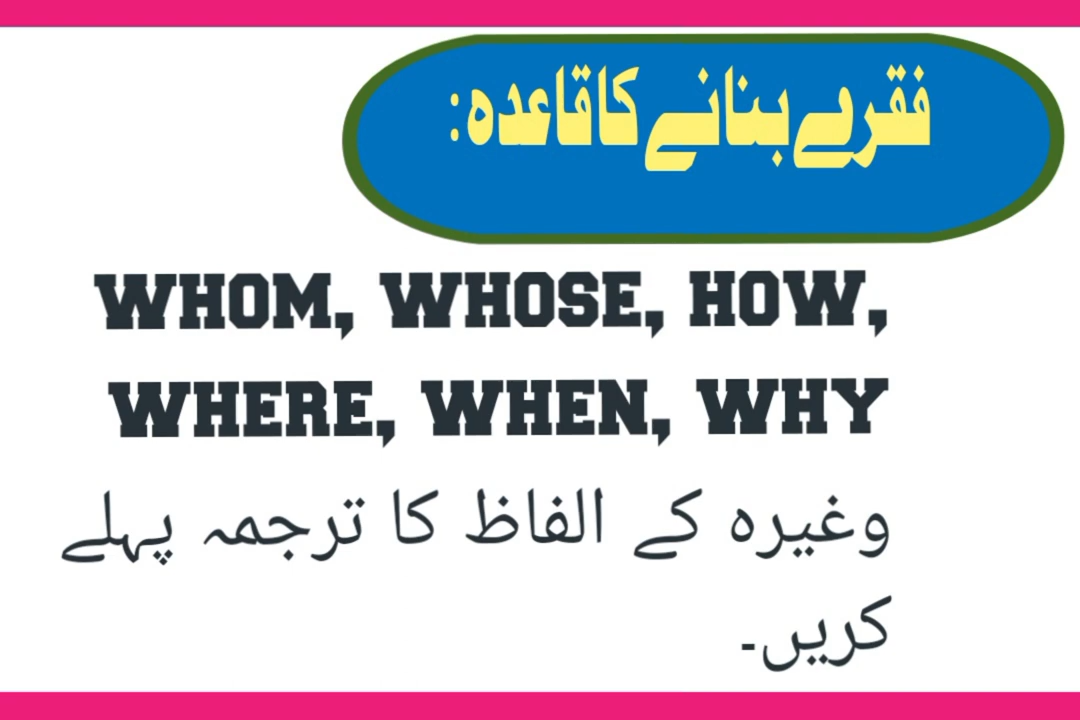 فقرے بنانے کا قاعدہ:
WHOM, WHOSE, HOW,
WHERE, WHEN, WHY
وغیرہ کے الفاظ کا ترجمہ پہلے
کریں۔